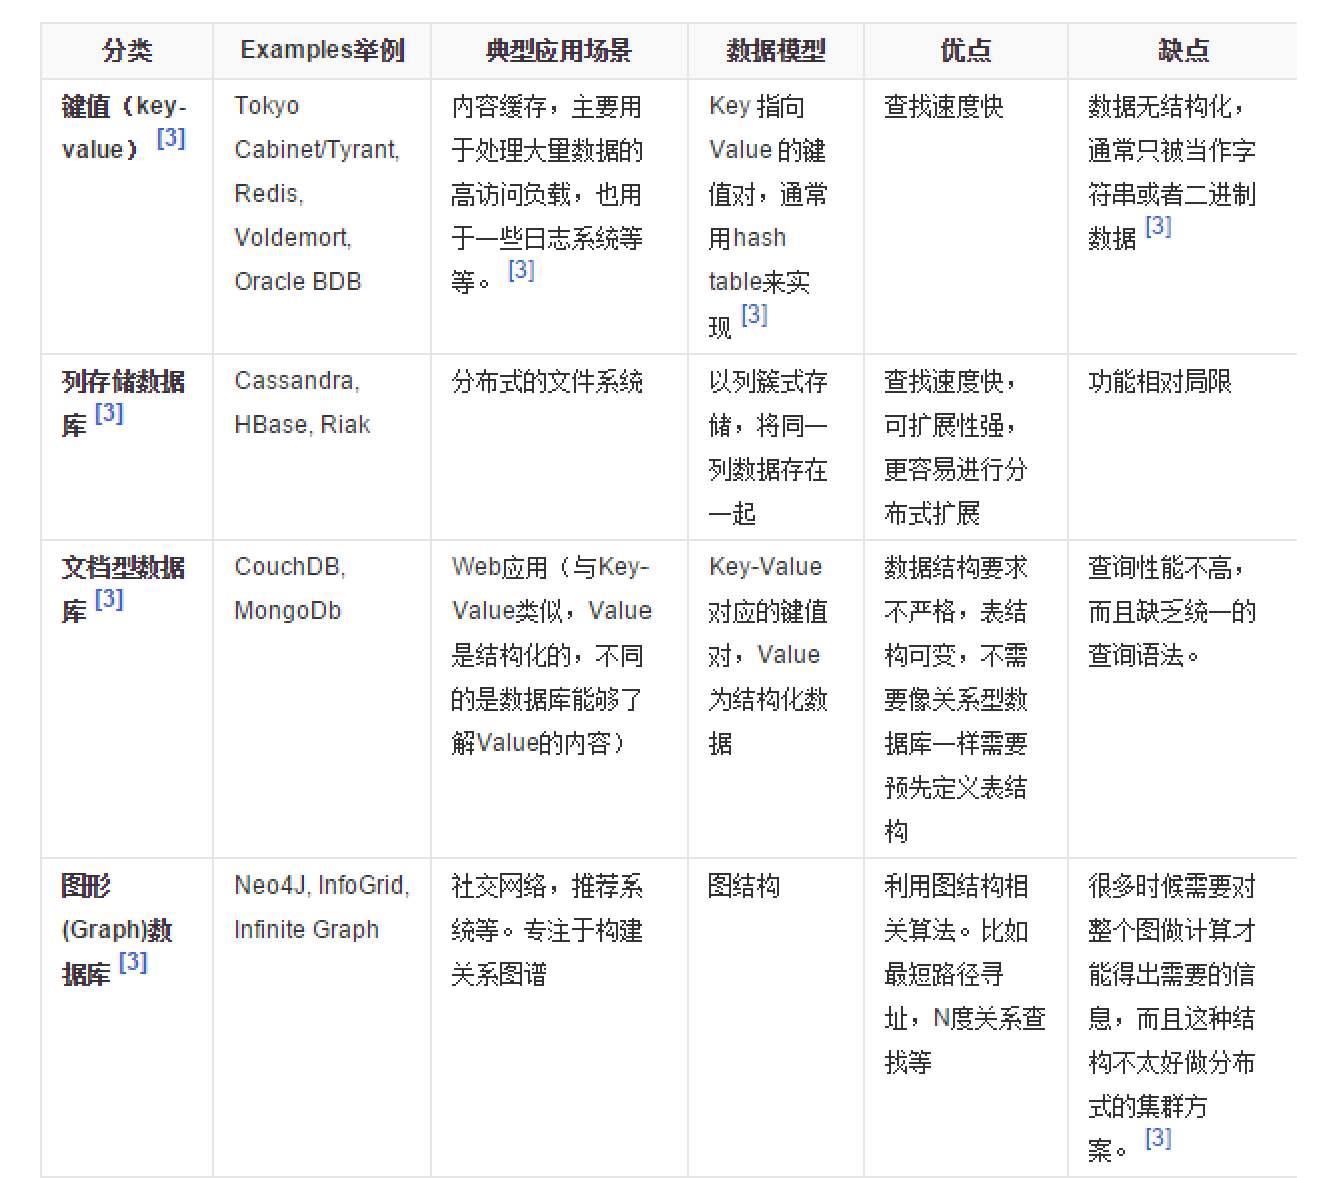 分类
Examples举例
典型应用场景
数据模型
优点
缺点
键值（key-
value） [3]
Tokyo
Cabinet/Tyrant,
Redis,
Voldemort,
Oracle BDB
内容缓存，主要用
于处理大量数据的
高访问负载，也用
于一些日志系统等
等。 [3]
Key 指向
Value 的键
值对，通常
用hash
table来实
现 [3]
查找速度快
数据无结构化，
通常只被当作字
符串或者二进制
数据 [3]
列存储数据
库 [3]
Cassandra,
HBase, Riak
分布式的文件系统
以列簇式存
储，将同一
列数据存在
一起
查找速度快，
可扩展性强，
更容易进行分
布式扩展
功能相对局限
文档型数据
库 [3]
CouchDB,
MongoDb
Web应用（与Key-
Value类似，Value
是结构化的，不同
的是数据库能够了
解Value的内容）
Key-Value
对应的键值
对，Value
为结构化数
据
数据结构要求
不严格，表结
构可变，不需
要像关系型数
据库一样需要
预先定义表结
构
查询性能不高，
而且缺乏统一的
查询语法。
图形
(Graph)数
据库 [3]
Neo4J, InfoGrid,
Infinite Graph
社交网络，推荐系
统等。专注于构建
关系图谱
图结构
利用图结构相
关算法。比如
最短路径寻
址，N度关系查
找等
很多时候需要对
整个图做计算才
能得出需要的信
息，而且这种结
构不太好做分布
式的集群方
案。 [3]